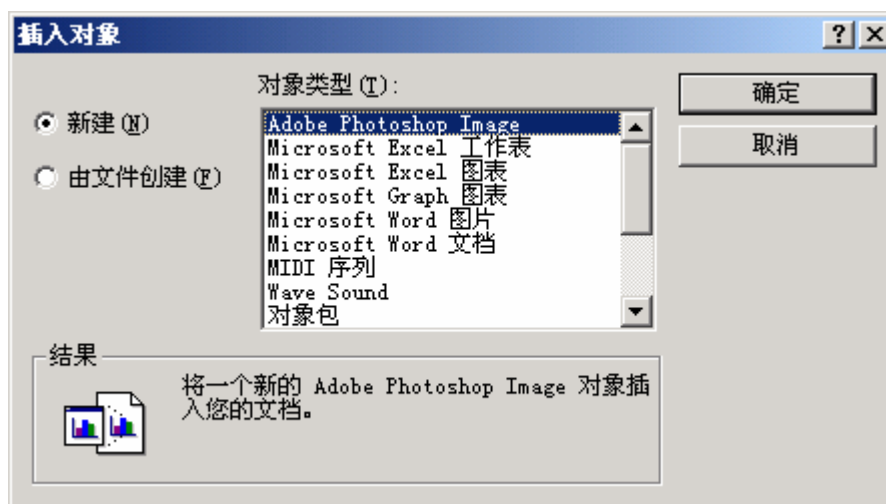 插入对象
对象类型(T):
新建(N)
由文件创建(F)
Adobe Photoshop Image
Microsoft Excel 工作表
Microsoft Excel 图表
Microsoft Graph 图表
Microsoft Word 图片
Microsoft Word 文档
MIDI 序列
Wave Sound
对象包
确定
取消
结果
将一个新的 Adobe Photoshop Image 对象插
入您的文档。